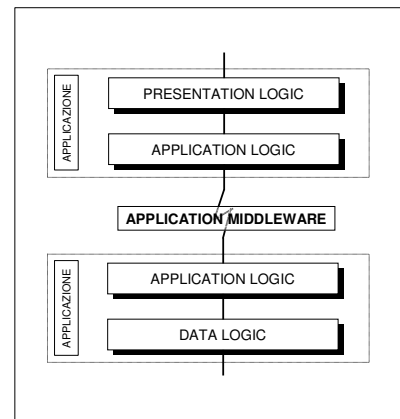 APPLICAZIONE
PRESENTATION LOGIC
APPLICATION LOGIC
APPLICATION MIDDLEWARE
APPLICAZIONE
APPLICATION LOGIC
DATA LOGIC